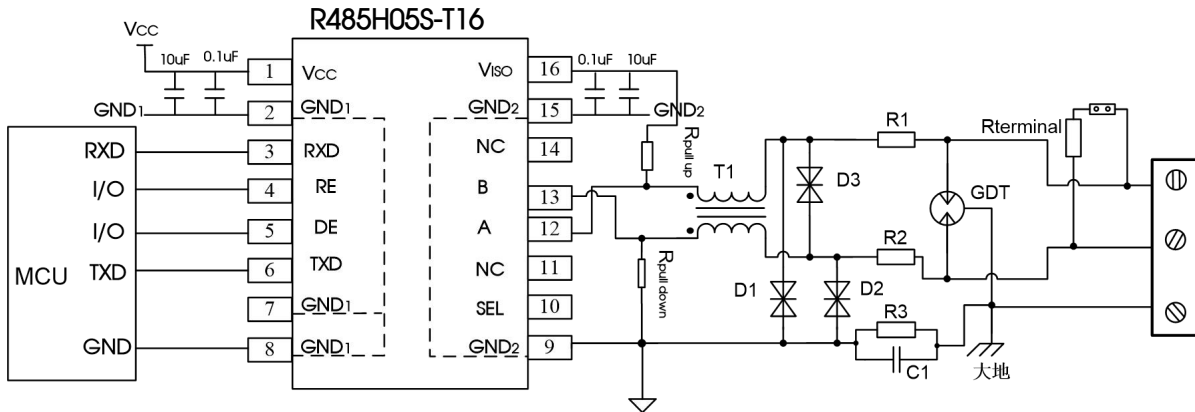 R485H05S-T16
VCC
10uF
0.1uF
1
VCC
VISO
16
0.1uF
10uF
GND1
2
GND1
GND2
15
GND2
MCU
RXD
3
RXD
NC
14
I/O
4
RE
B
13
I/O
5
DE
A
12
TXD
6
TXD
NC
11
7
GND1
SEL
10
GND
8
GND1
GND2
9
Rpull up
Rpull down
T1
D3
D1
D2
R1
R2
R3
C1
GDT
Rterminal
大地